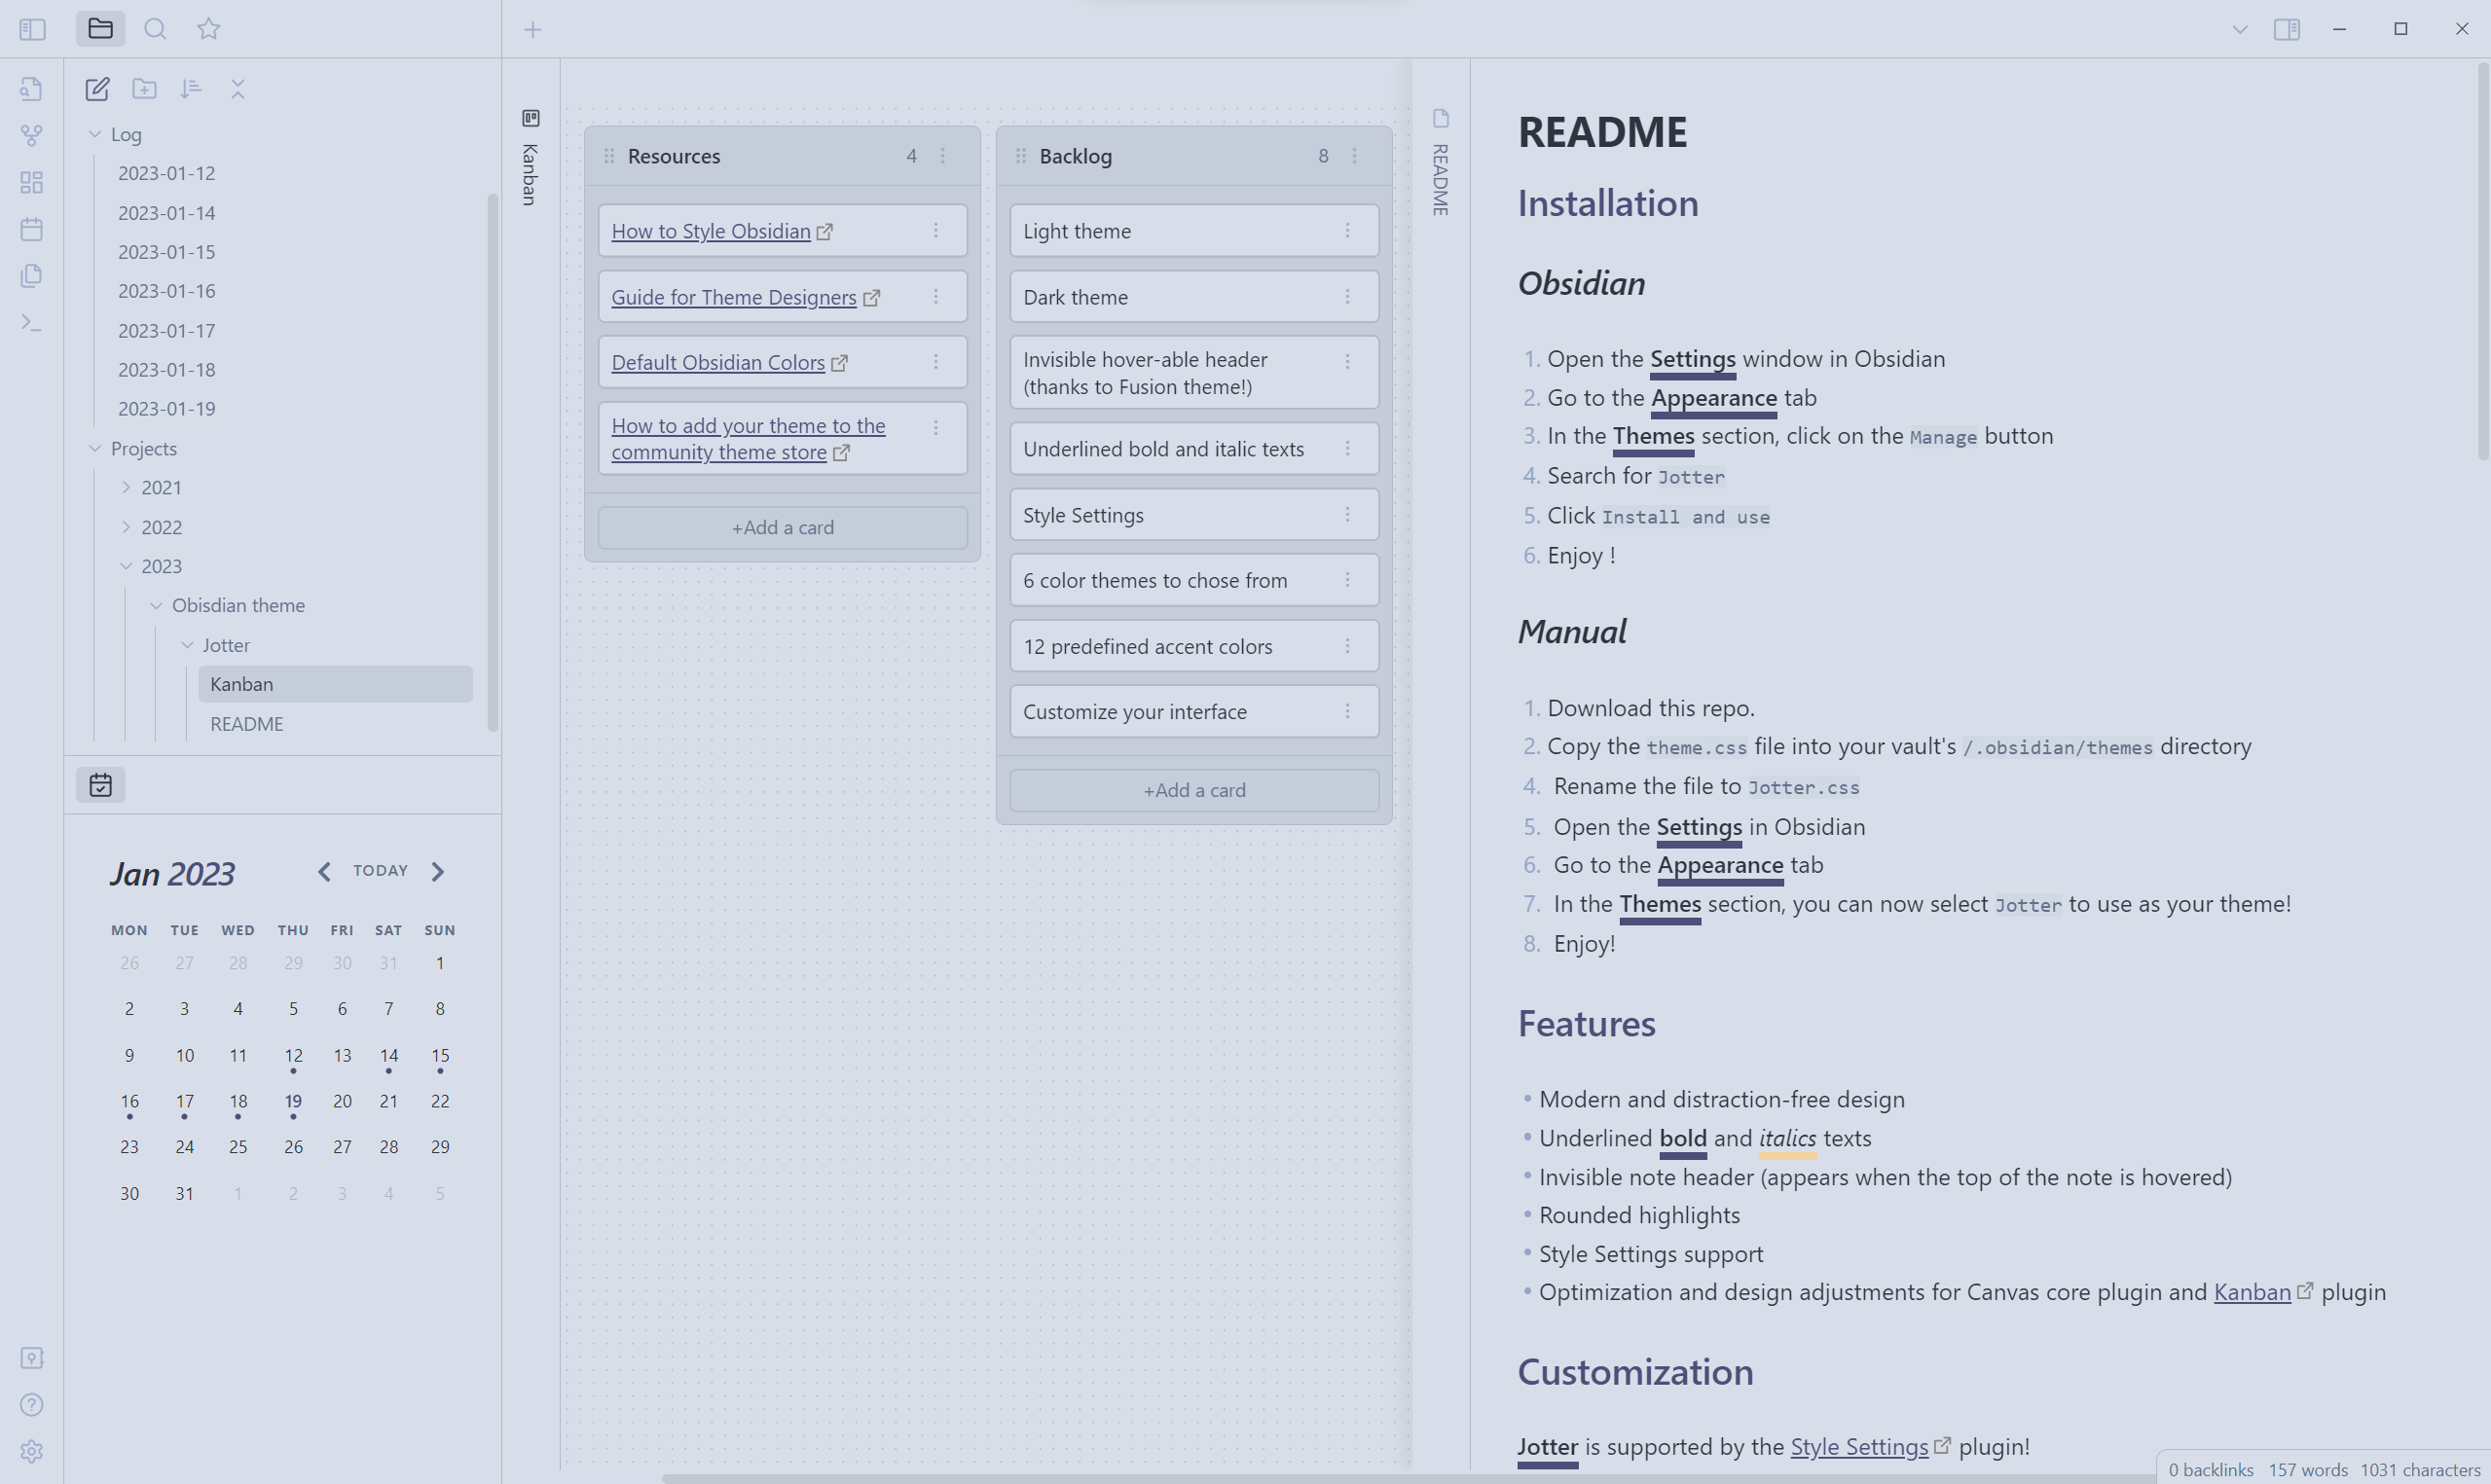 Log
2023-01-12
2023-01-14
2023-01-15
2023-01-16
2023-01-17
2023-01-18
2023-01-19
Projects
2021
2022
2023
Obisdian theme
Jotter
Kanban
README
Jan 2023
TODAY
MON TUE WED THU FRI SAT SUN
26 27 28 29 30 31 1
2 3 4 5 6 7 8
9 10 11 12 13 14 15
16 17 18 19 20 21 22
23 24 25 26 27 28 29
30 31 1 2 3 4 5
Kanban
Resources 4
How to Style Obsidian
Guide for Theme Designers
Default Obsidian Colors
How to add your theme to the
community theme store
+Add a card
Backlog 8
Light theme
Dark theme
Invisible hover-able header
(thanks to Fusion theme!)
Underlined bold and italic texts
Style Settings
6 color themes to chose from
12 predefined accent colors
Customize your interface
+Add a card
README
README
Installation
Obsidian
1. Open the Settings window in Obsidian
2. Go to the Appearance tab
3. In the Themes section, click on the Manage button
4. Search for Jotter
5. Click Install and use
6. Enjoy !
Manual
1. Download this repo.
2. Copy the theme.css file into your vault's /.obsidian/themes directory
4. Rename the file to Jotter.css
5. Open the Settings in Obsidian
6. Go to the Appearance tab
7. In the Themes section, you can now select Jotter to use as your theme!
8. Enjoy!
Features
• Modern and distraction-free design
• Underlined bold and italics texts
• Invisible note header (appears when the top of the note is hovered)
• Rounded highlights
• Style Settings support
• Optimization and design adjustments for Canvas core plugin and Kanban plugin
Customization
Jotter is supported by the Style Settings plugin!
0 backlinks 157 words 1031 characters